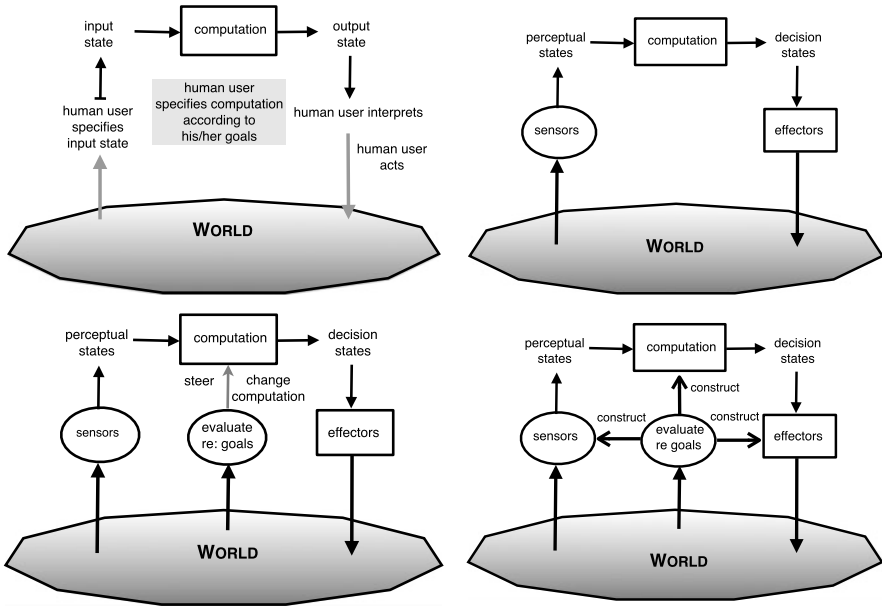 input
state
computation
output
state
human user
specifies
input state
human user
specifies computation
according to
his/her goals
human user interprets
human user
acts
WORLD
perceptual
states
computation
decision
states
sensors
effectors
WORLD
perceptual
states
computation
decision
states
steer
change
computation
sensors
evaluate
re: goals
effectors
WORLD
perceptual
states
computation
decision
states
construct
construct
construct
sensors
evaluate
re goals
effectors
WORLD